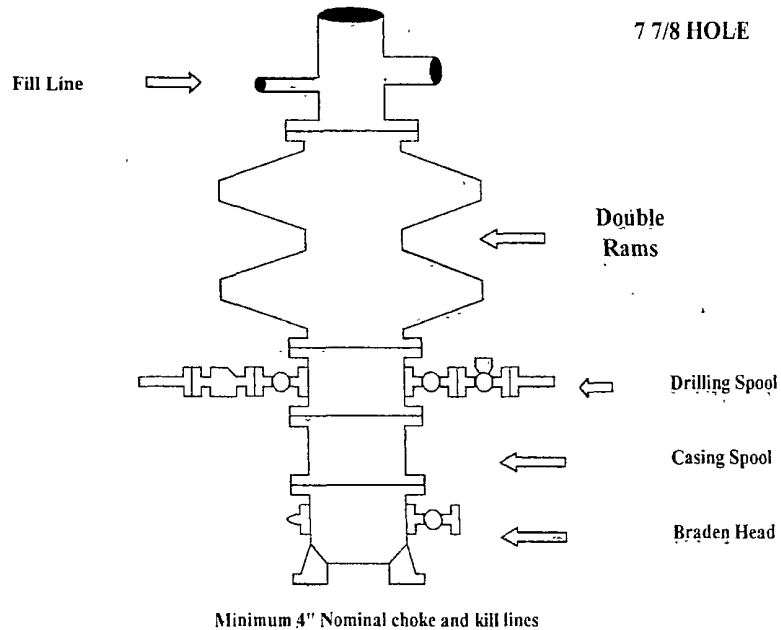 7 7/8 HOLE
Fill Line
Double
Rams
Drilling Spool
Casing Spool
Braden Head
Minimum 4" Nominal choke and kill lines